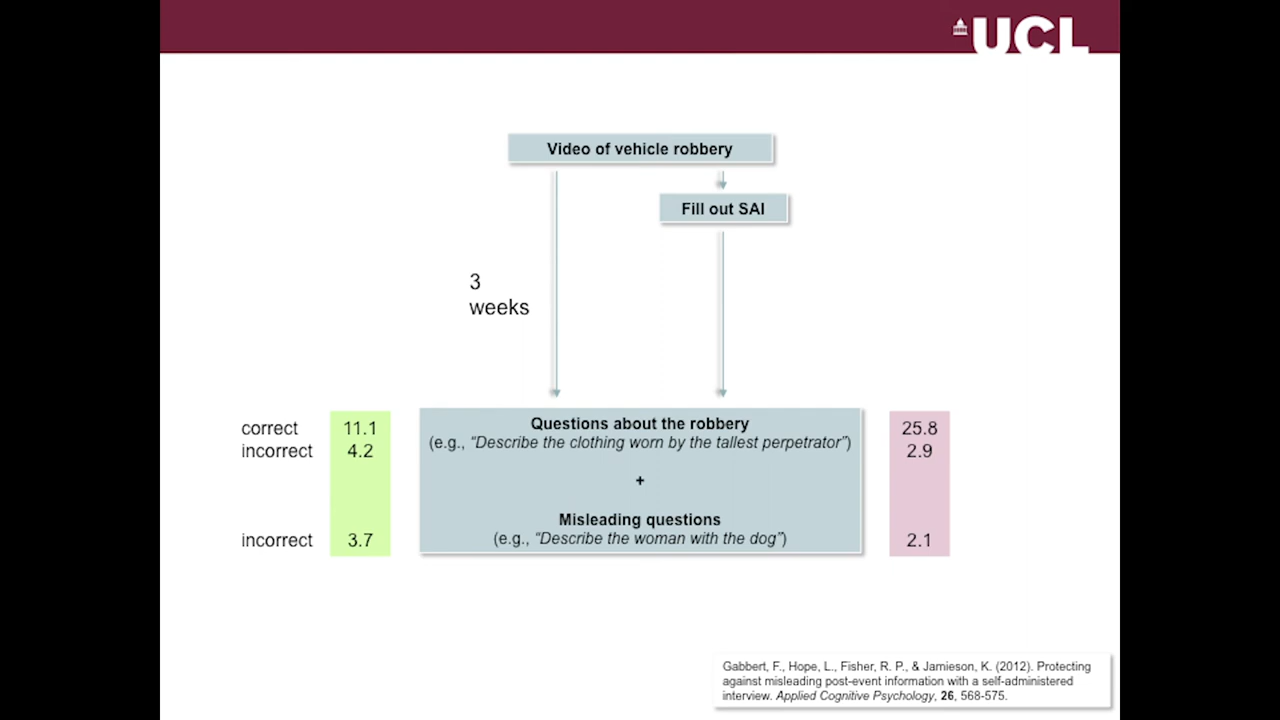 UCL
Video of vehicle robbery
Fill out SAI
3
weeks
correct 11.1
incorrect 4.2
incorrect 3.7
Questions about the robbery
(e.g., “Describe the clothing worn by the tallest perpetrator”)
+
Misleading questions
(e.g., “Describe the woman with the dog”)
25.8
2.9
2.1
Gabbert, F., Hope, L., Fisher, R. P., & Jamieson, K. (2012). Protecting
against misleading post-event information with a self-administered
interview. Applied Cognitive Psychology, 26, 568-575.